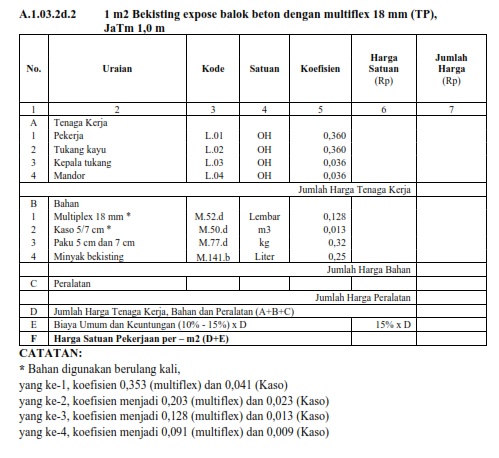 A.1.03.2d.2 1 m2 Bekisting expose balok beton dengan multiflex 18 mm (TP),
JaTm 1,0 m
No. Uraian Kode Satuan Koefisien Harga Satuan (Rp) Jumlah Harga (Rp)
1 2 3 4 5 6 7
A Tenaga Kerja
1 Pekerja L.01 OH 0,360
2 Tukang kayu L.02 OH 0,360
3 Kepala tukang L.03 OH 0,036
4 Mandor L.04 OH 0,036
Jumlah Harga Tenaga Kerja
B Bahan
1 Multiplex 18 mm * M.52.d Lembar 0,128
2 Kaso 5/7 cm * M.50.d m3 0,013
3 Paku 5 cm dan 7 cm M.77.d kg 0,32
4 Minyak bekisting M.141.b Liter 0,25
Jumlah Harga Bahan
C Peralatan
Jumlah Harga Peralatan
D Jumlah Harga Tenaga Kerja, Bahan dan Peralatan (A+B+C)
E Biaya Umum dan Keuntungan (10% - 15%) x D 15% x D
F Harga Satuan Pekerjaan per – m2 (D+E)
CATATAN:
* Bahan digunakan berulang kali,
yang ke-1, koefisien 0,353 (multiflex) dan 0,041 (Kaso)
yang ke-2, koefisien menjadi 0,203 (multiflex) dan 0,023 (Kaso)
yang ke-3, koefisien menjadi 0,128 (multiflex) dan 0,013 (Kaso)
yang ke-4, koefisien menjadi 0,091 (multiflex) dan 0,009 (Kaso)